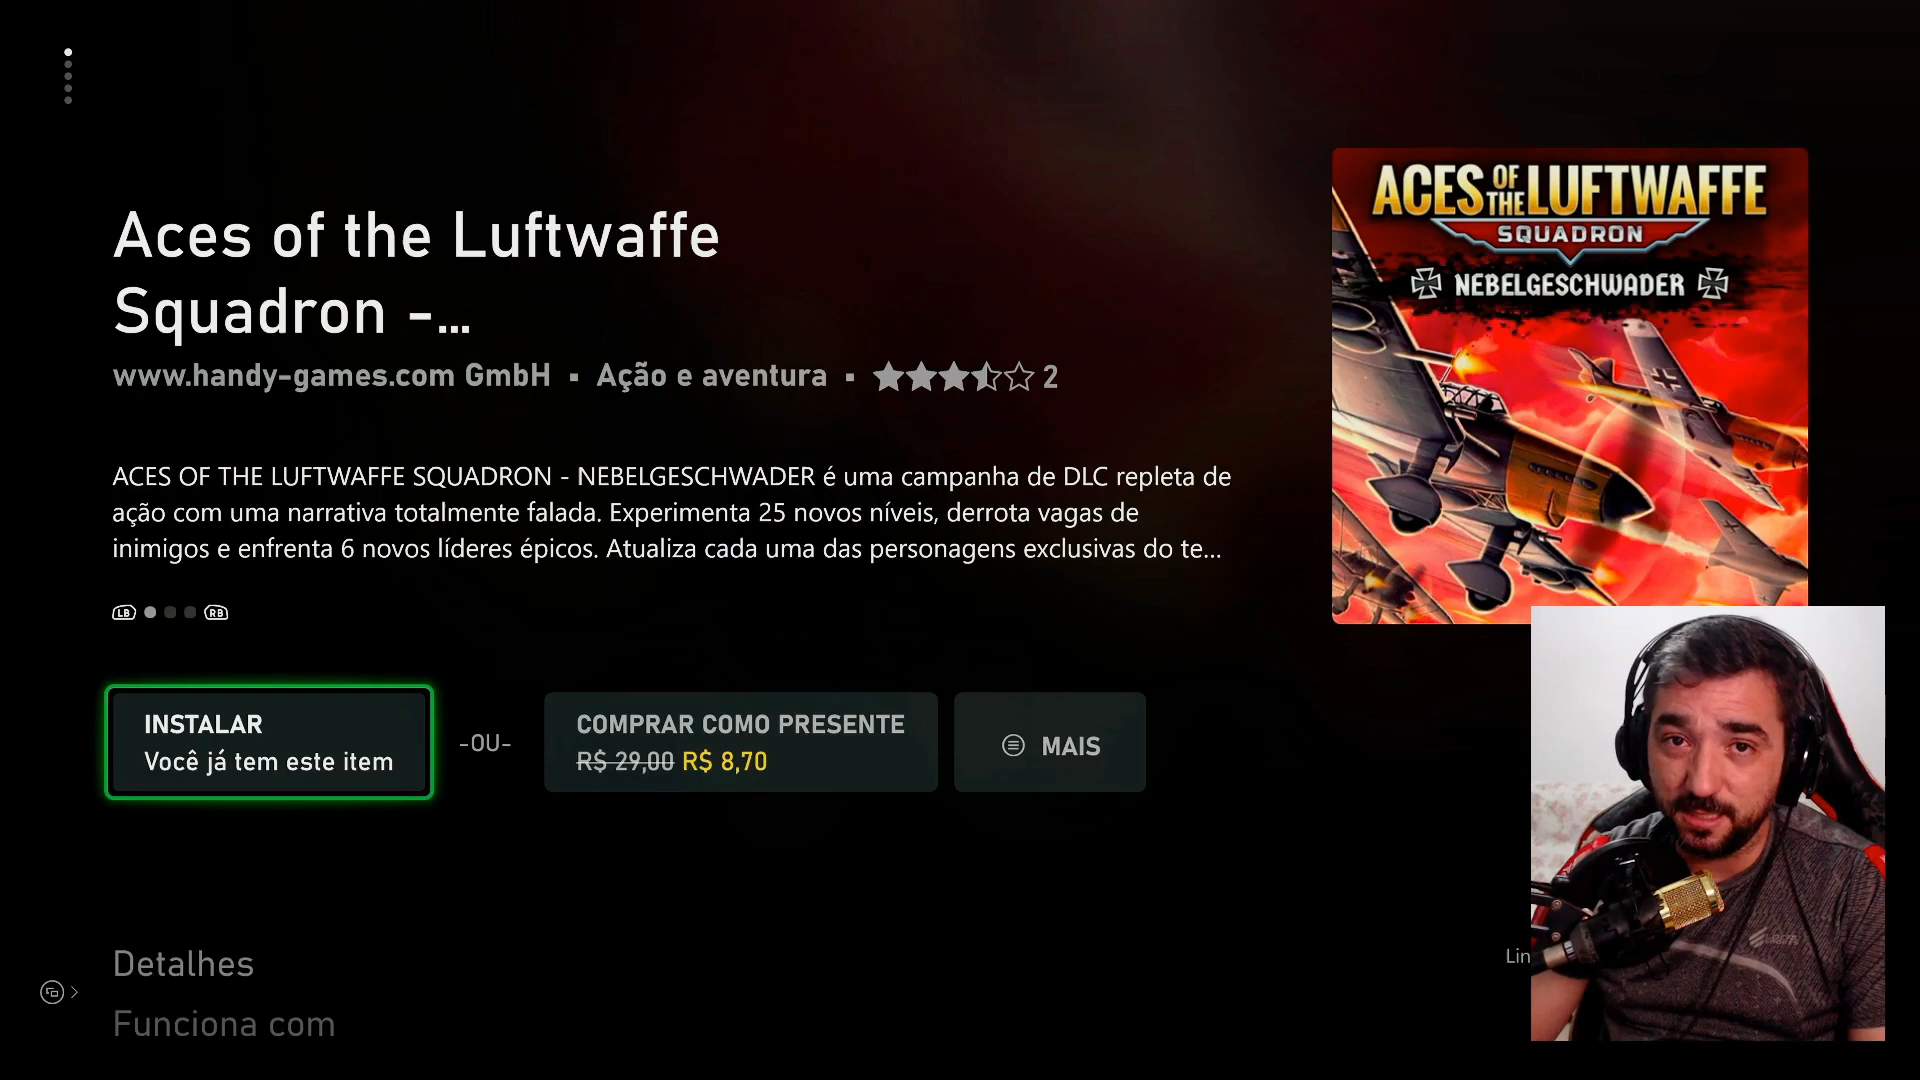 Aces of the Luftwaffe
Squadron -...
www.handy-games.com GmbH ▪ Ação e aventura ▪ 2
ACES OF THE LUFTWAFFE SQUADRON - NEBELGESCHWADER é uma campanha de DLC repleta de
ação com uma narrativa totalmente falada. Experimenta 25 novos níveis, derrota vagas de
inimigos e enfrenta 6 novos líderes épicos. Atualiza cada uma das personagens exclusivas do te...
LB RB
INSTALAR
Você já tem este item
-OU-
COMPRAR COMO PRESENTE
R$ 29,00 R$ 8,70
MAIS
Detalhes
Funciona com
ACES OF THE LUFTWAFFE
SQUADRON
NEBELGESCHWADER
Lin